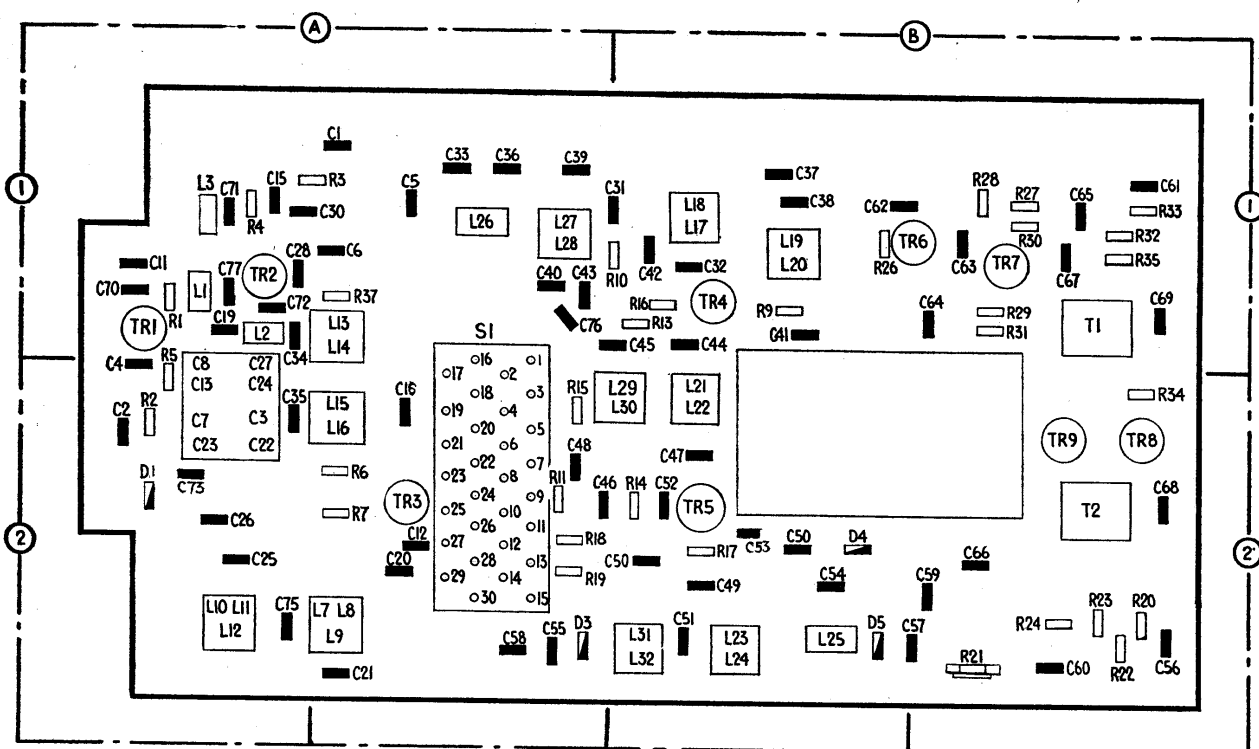 A
B
C1
C33
C36
C39
C37
1
L3
C71
C15
R3
C5
C31
L18
C38
C62
R28
R27
C65
C61
1
R4
C30
L26
L27
L17
R33
L28
L19
TR6
R30
R32
C11
C28
C6
R10
C42
C32
L20
R26
C63
TR7
C67
R35
C70
L1
C77
TR2
C40
C43
R1
C72
R37
R16
TR4
R9
C64
R29
C69
TR1
C19
L2
L13
C76
R13
R31
T1
C34
L14
S1
C45
C44
C41
C4
R5
C8
C27
16
1
C13
C24
17
2
R2
C16
18
3
R15
L29
L21
R34
C2
C7
C3
C35
L15
19
4
L30
L22
C23
C22
L16
20
5
TR9
TR8
21
6
D1
C73
R6
22
7
C48
C47
23
8
R11
C46
R14
C52
TR3
24
9
TR5
T2
C68
C26
R7
25
10
2
26
11
C12
27
12
R18
R17
C53
C50
D4
2
C25
C20
28
13
C50
C66
29
14
R19
C49
C54
C59
30
15
L10 L11
C75
L7 L8
L12
L9
C58
C55
D3
L31
C51
L23
L25
D5
C57
R24
R23
R20
L32
L24
R21
C21
C60
R22
C56